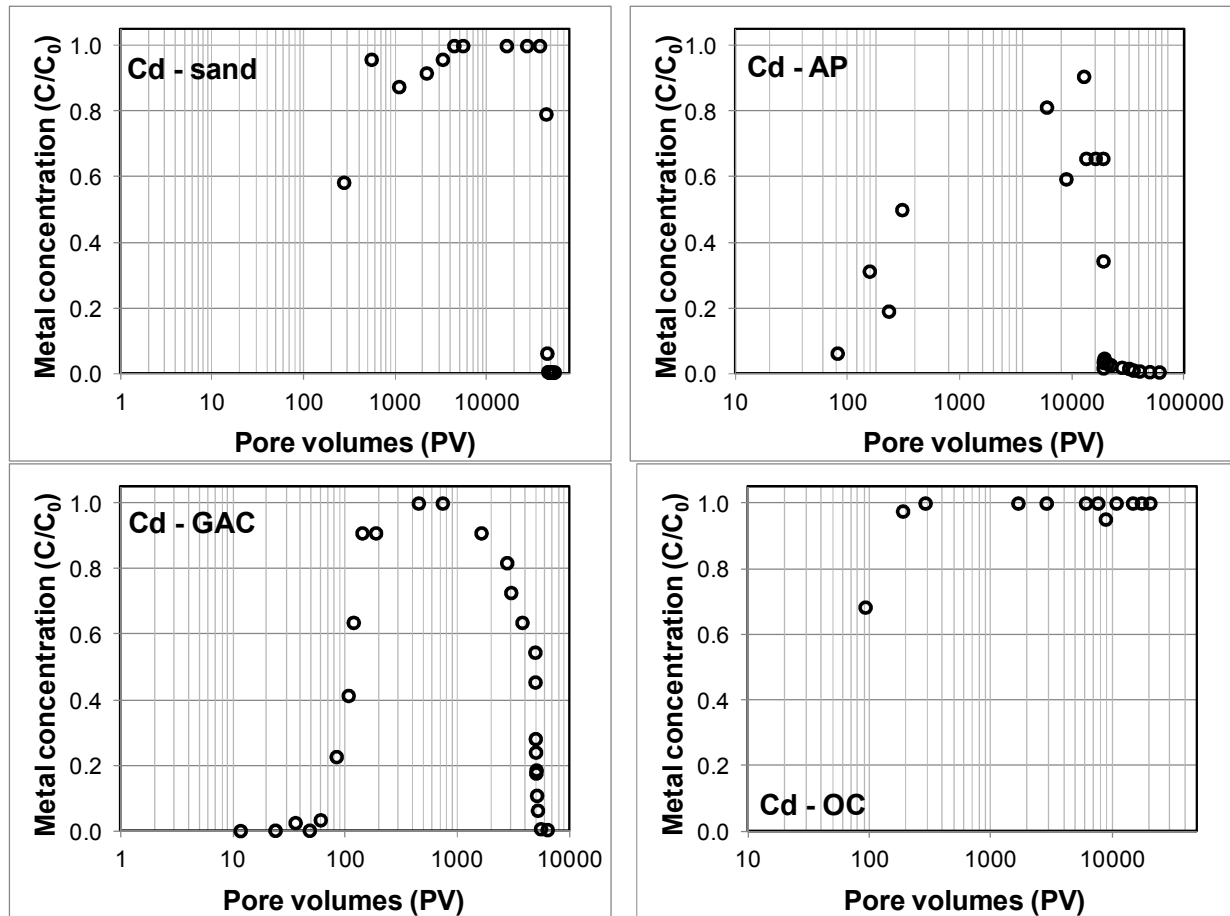 Metal concentration (C/C₀)
1.0
0.8
0.6
0.4
0.2
0.0
Cd - sand
1 10 100 1000 10000
Pore volumes (PV)
Metal concentration (C/C₀)
1.0
0.8
0.6
0.4
0.2
0.0
Cd - AP
10 100 1000 10000 100000
Pore volumes (PV)
Metal concentration (C/C₀)
1.0
0.8
0.6
0.4
0.2
0.0
Cd - GAC
1 10 100 1000 10000
Pore volumes (PV)
Metal concentration (C/C₀)
1.0
0.8
0.6
0.4
0.2
0.0
Cd - OC
10 100 1000 10000
Pore volumes (PV)